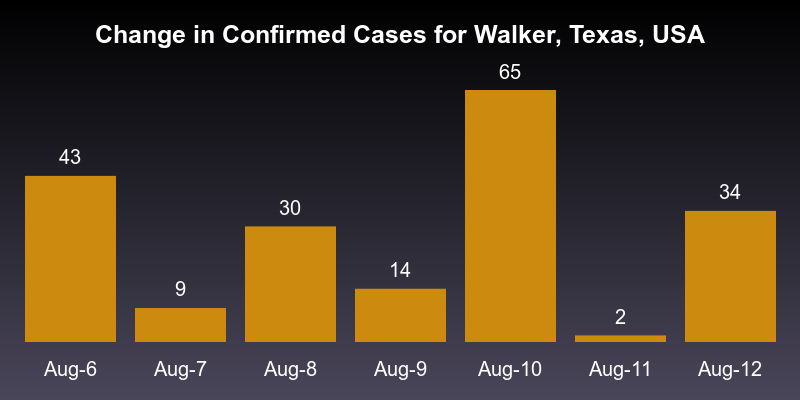 Change in Confirmed Cases for Walker, Texas, USA
43
9
30
14
65
2
34
Aug-6
Aug-7
Aug-8
Aug-9
Aug-10
Aug-11
Aug-12